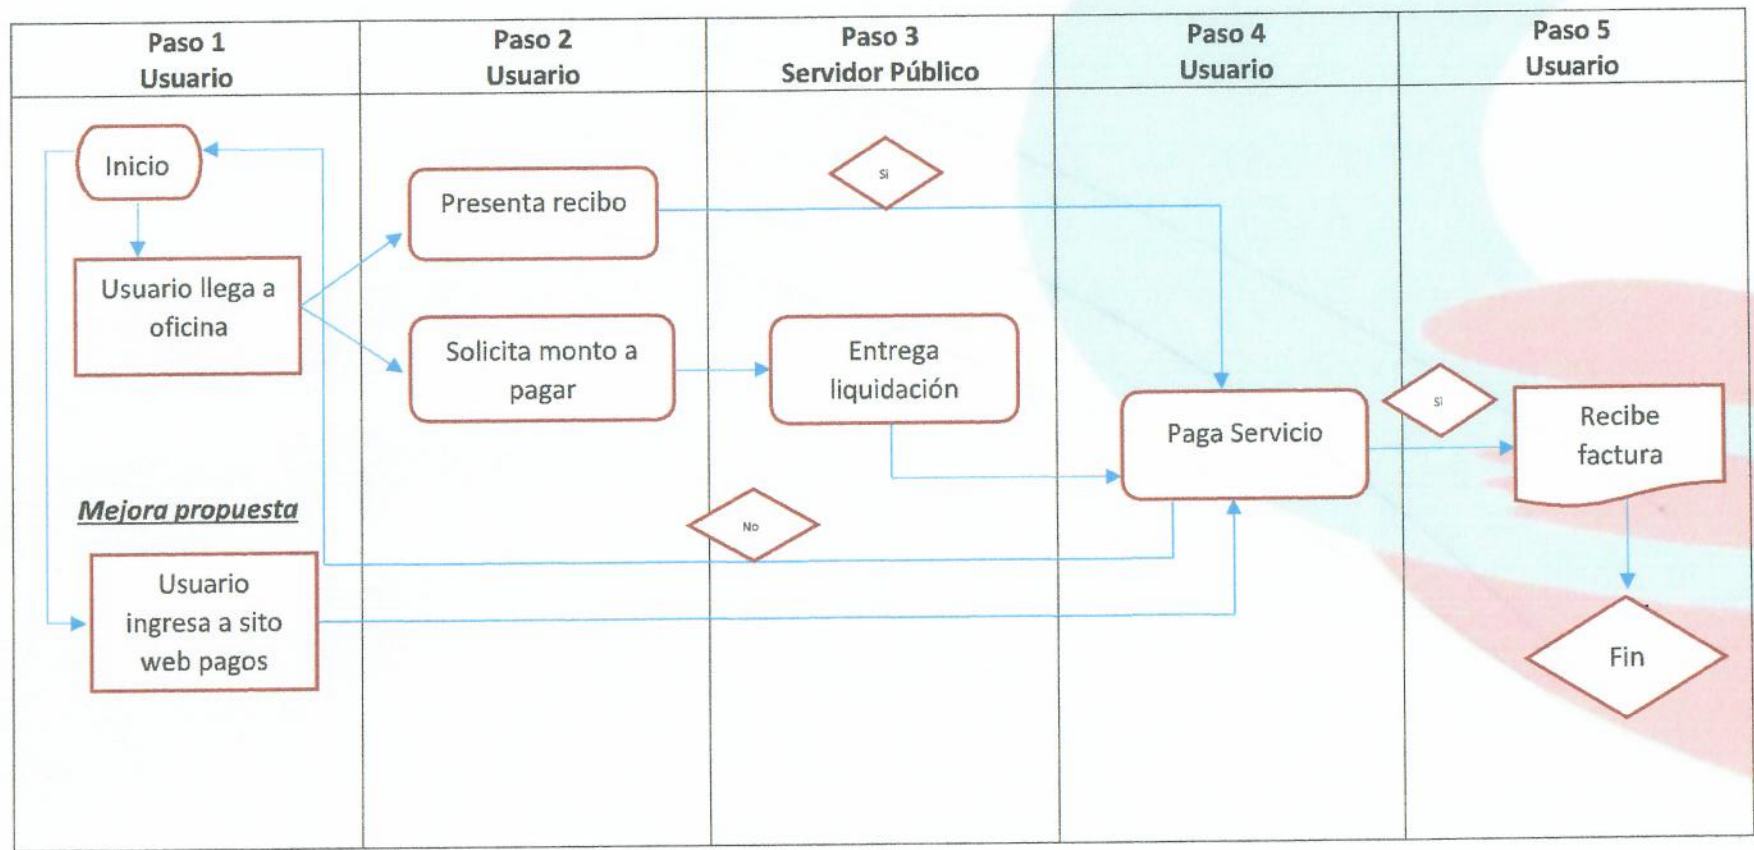 Paso 1
Usuario
Paso 2
Usuario
Paso 3
Servidor Público
Paso 4
Usuario
Paso 5
Usuario
Inicio
Usuario llega a
oficina
Mejora propuesta
Usuario
ingresa a sito
web pagos
Presenta recibo
Solicita monto a
pagar
Si
Entrega
liquidación
No
Paga Servicio
Si
Recibe
factura
Fin